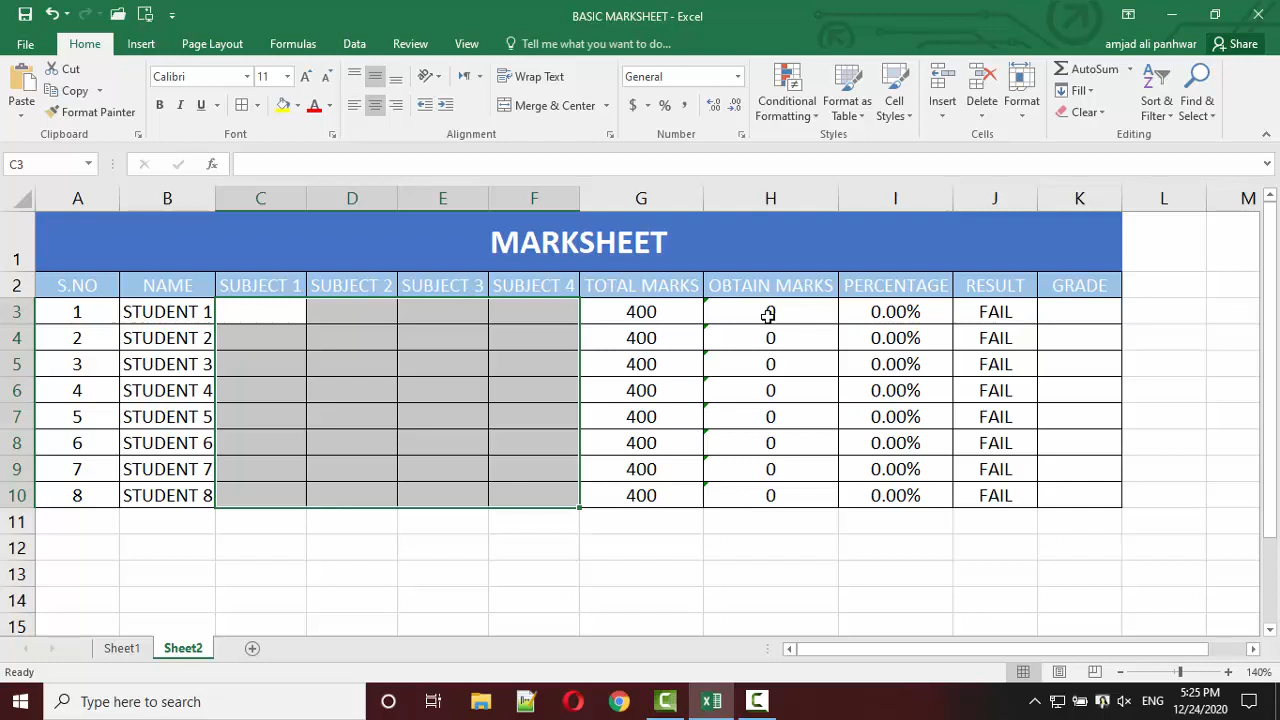 BASIC MARKSHEET - Excel
File Home Insert Page Layout Formulas Data Review View Tell me what you want to do... amjad ali panwhar Share
Paste Cut Copy Format Painter Clipboard
Calibri 11 A A B I U A Font
Wrap Text Merge & Center Alignment
General $ % , Number
Conditional Formatting Format as Table Cell Styles Styles
Insert Delete Format Cells
AutoSum Fill Clear Sort & Filter Find & Select Editing
C3 fx
A B C D E F G H I J K L M
1 MARKSHEET
2 S.NO NAME SUBJECT 1 SUBJECT 2 SUBJECT 3 SUBJECT 4 TOTAL MARKS OBTAIN MARKS PERCENTAGE RESULT GRADE
3 1 STUDENT 1 400 0 0.00% FAIL
4 2 STUDENT 2 400 0 0.00% FAIL
5 3 STUDENT 3 400 0 0.00% FAIL
6 4 STUDENT 4 400 0 0.00% FAIL
7 5 STUDENT 5 400 0 0.00% FAIL
8 6 STUDENT 6 400 0 0.00% FAIL
9 7 STUDENT 7 400 0 0.00% FAIL
10 8 STUDENT 8 400 0 0.00% FAIL
11
12
13
14
15
Sheet1 Sheet2
Ready 140%
Type here to search ENG 5:25 PM
12/24/2020